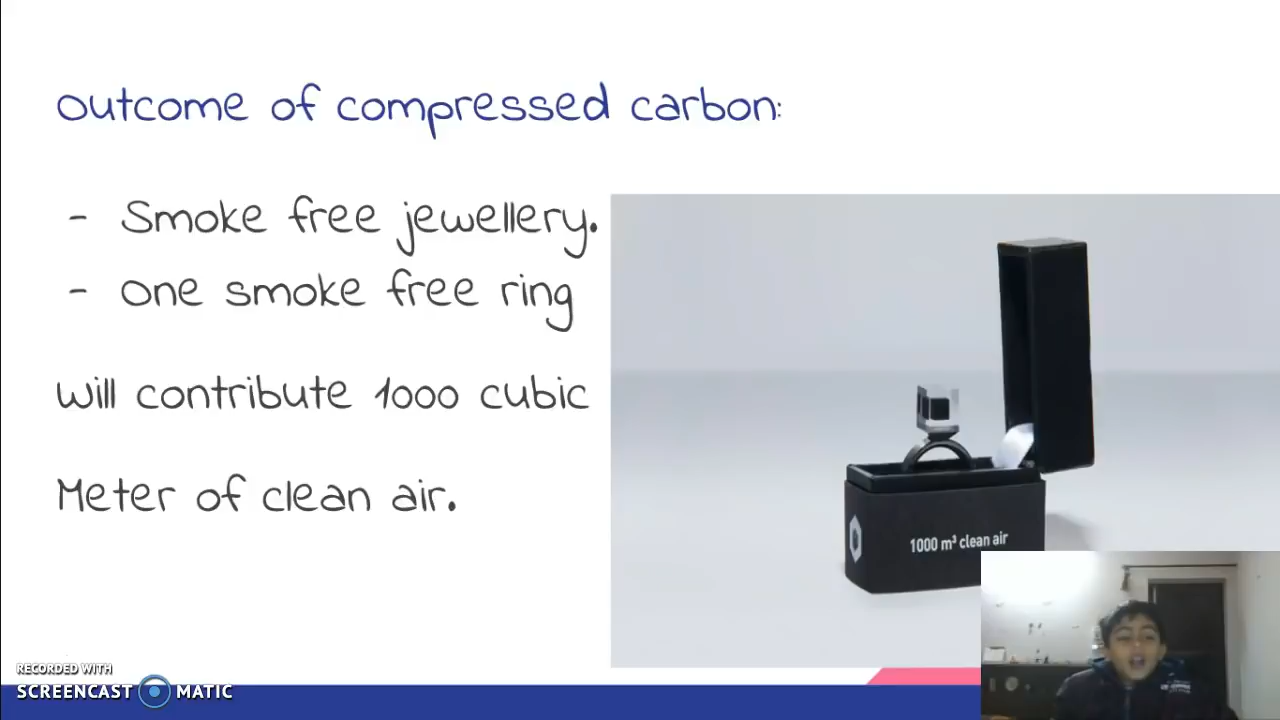 Outcome of compressed carbon:
- Smoke free jewellery.
- One smoke free ring
Will contribute 1000 cubic
Meter of clean air.
1000 m³ clean air
RECORDED WITH
SCREENCAST MATIC